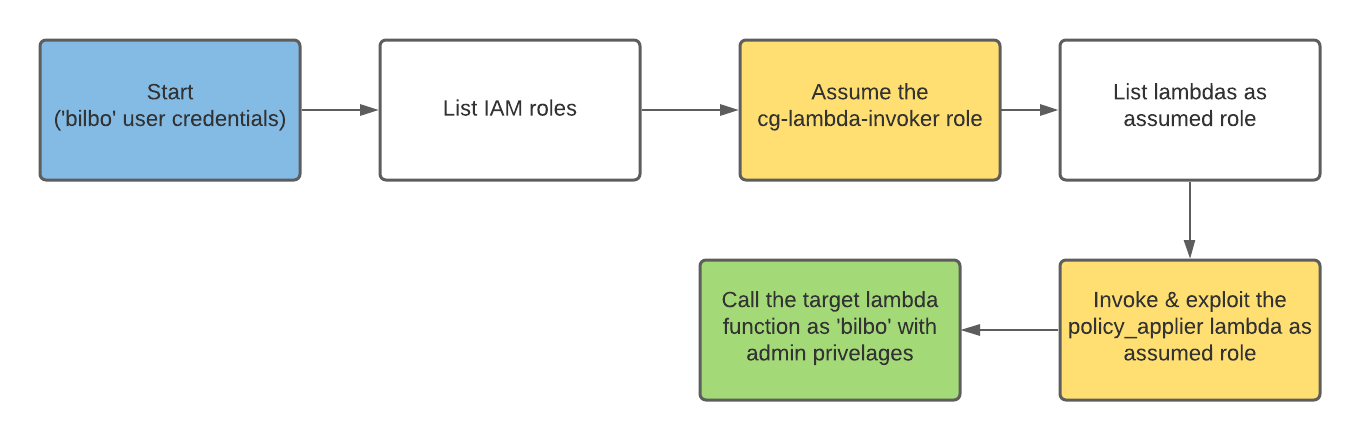 Start
('bilbo' user credentials)
List IAM roles
Assume the
cg-lambda-invoker role
List lambdas as
assumed role
Call the target lambda
function as 'bilbo' with
admin privelages
Invoke & exploit the
policy_applier lambda as
assumed role